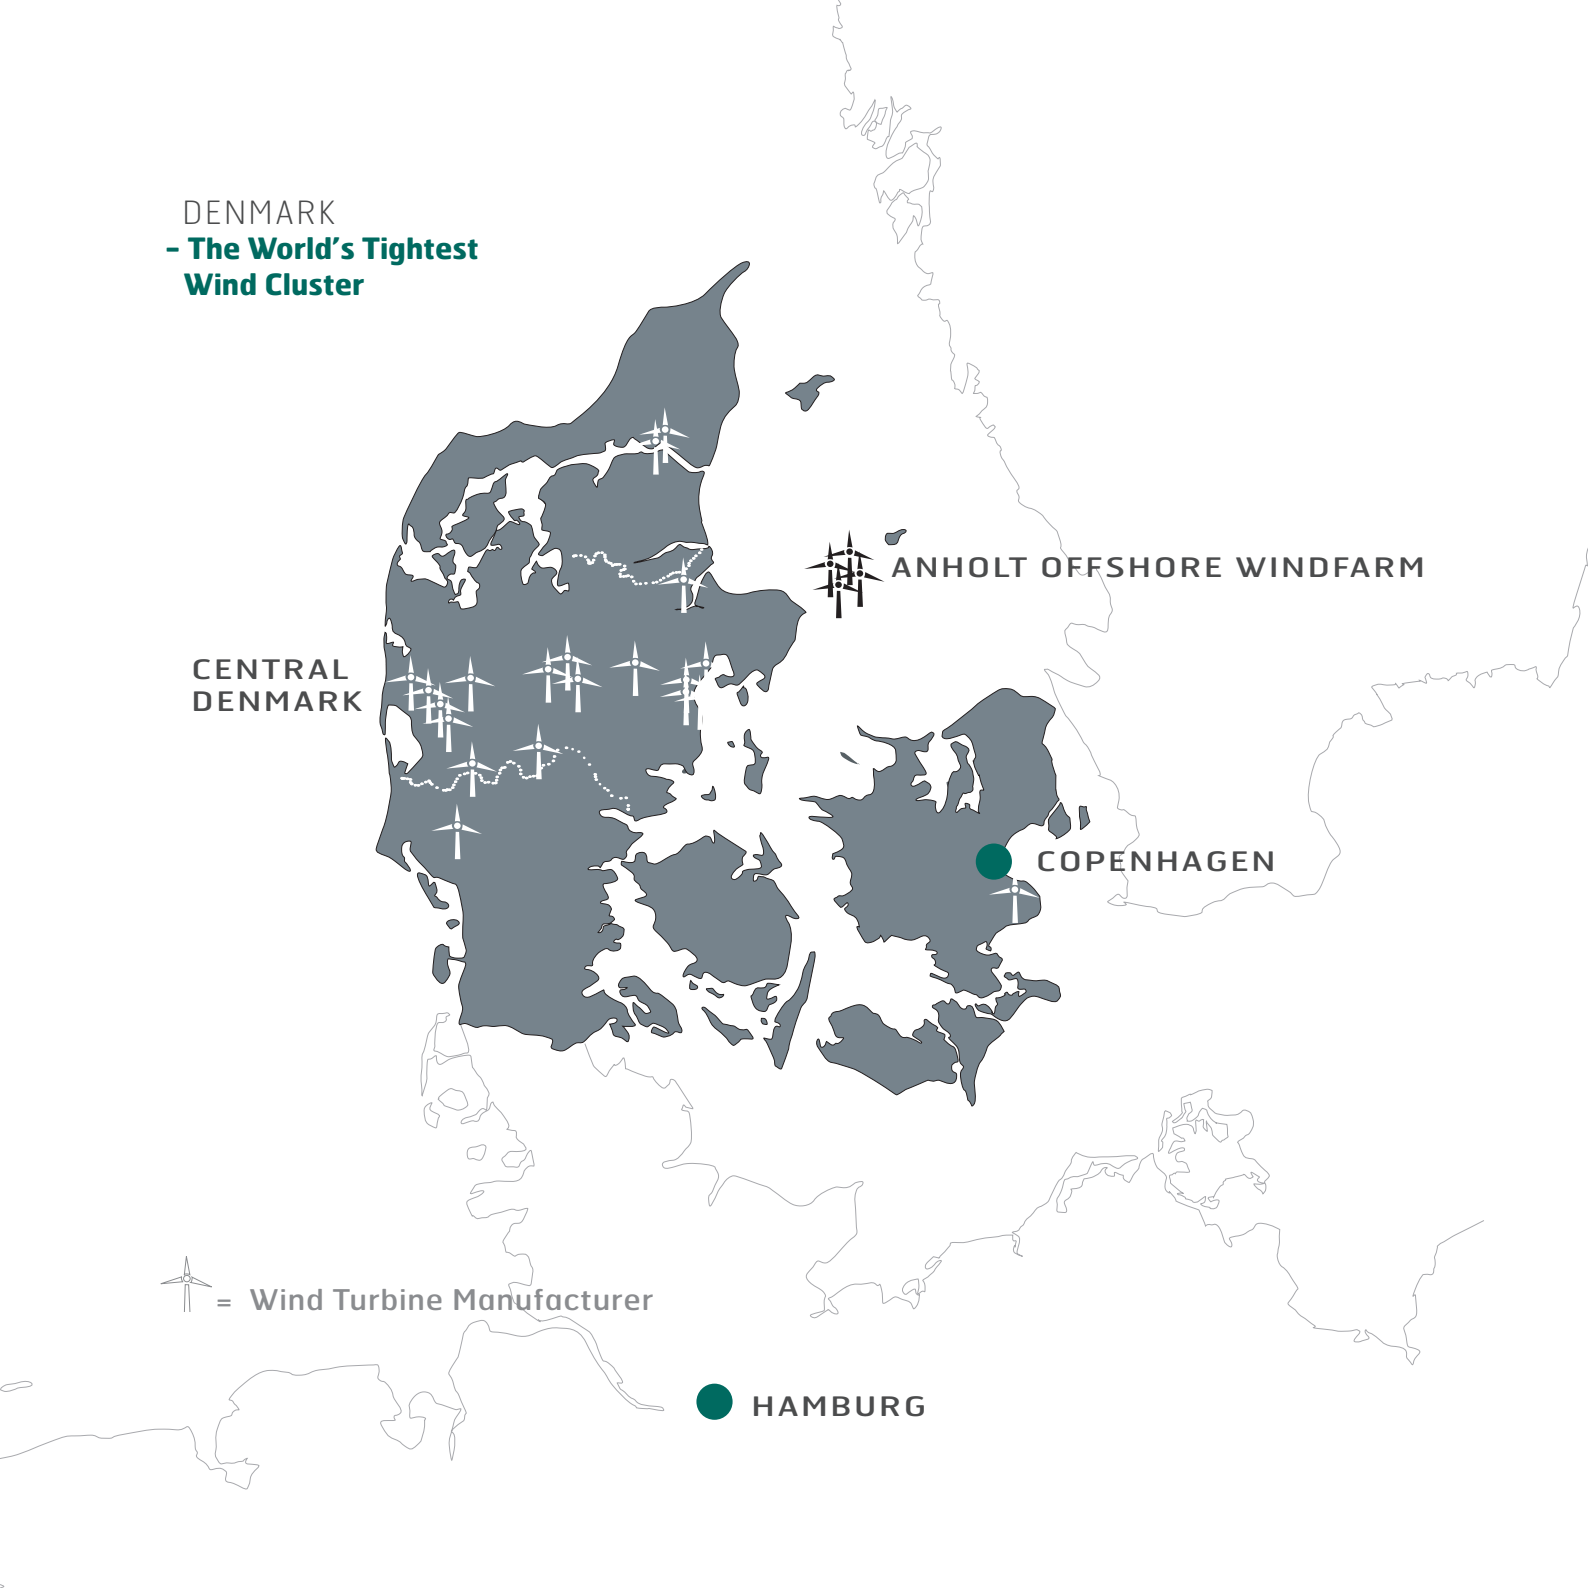 DENMARK
– The World's Tightest
Wind Cluster
ANHOLT OFFSHORE WINDFARM
CENTRAL
DENMARK
COPENHAGEN
= Wind Turbine Manufacturer
HAMBURG